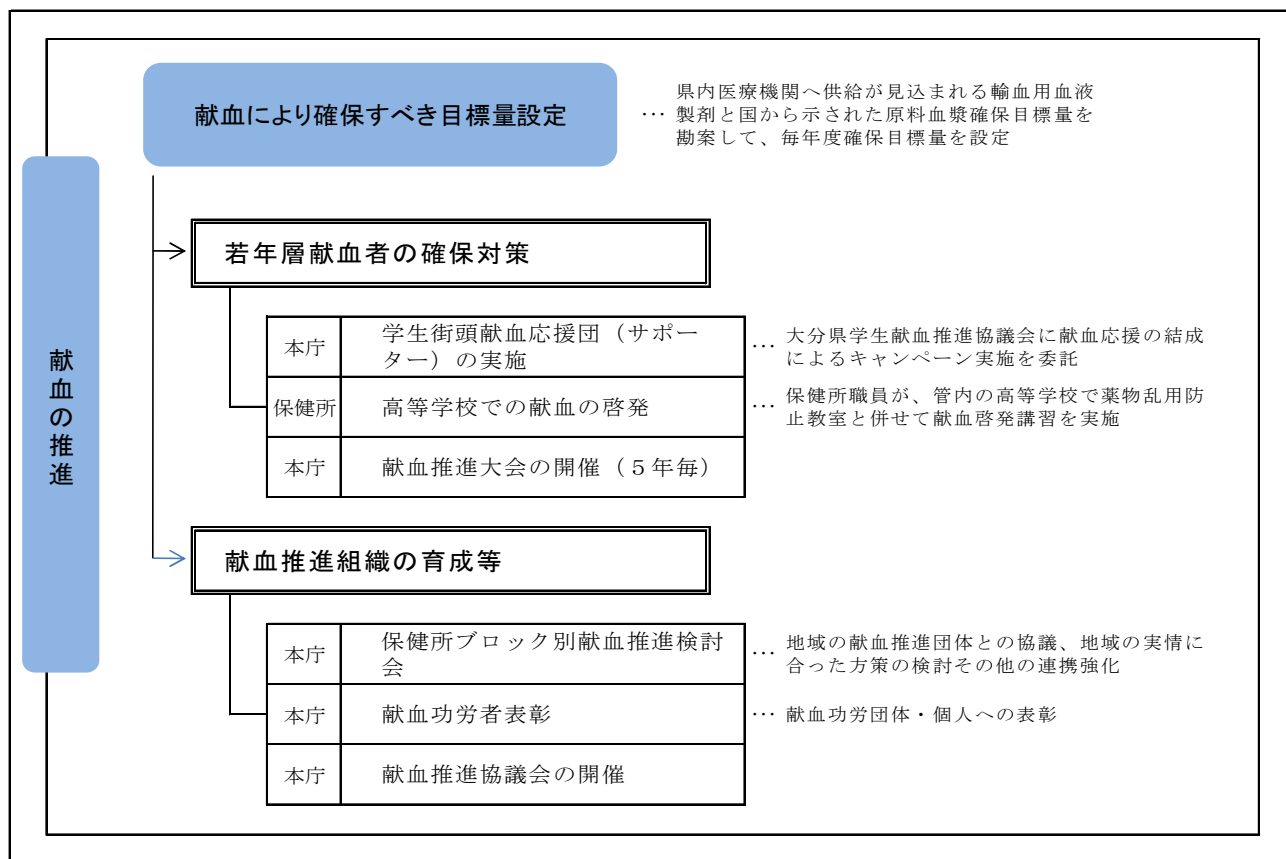 献血の推進
献血により確保すべき目標量設定
… 県内医療機関へ供給が見込まれる輸血用血液
製剤と国から示された原料血漿確保目標量を
勘案して、毎年度確保目標量を設定
若年層献血者の確保対策
本庁 学生街頭献血応援団（サポー
ター）の実施
… 大分県学生献血推進協議会に献血応援の結成
によるキャンペーン実施を委託
保健所 高等学校での献血の啓発
… 保健所職員が、管内の高等学校で薬物乱用防
止教室と併せて献血啓発講習を実施
本庁 献血推進大会の開催（５年毎）
献血推進組織の育成等
本庁 保健所ブロック別献血推進検討
会
… 地域の献血推進団体との協議、地域の実情に
合った方策の検討その他の連携強化
本庁 献血功労者表彰
… 献血功労団体・個人への表彰
本庁 献血推進協議会の開催